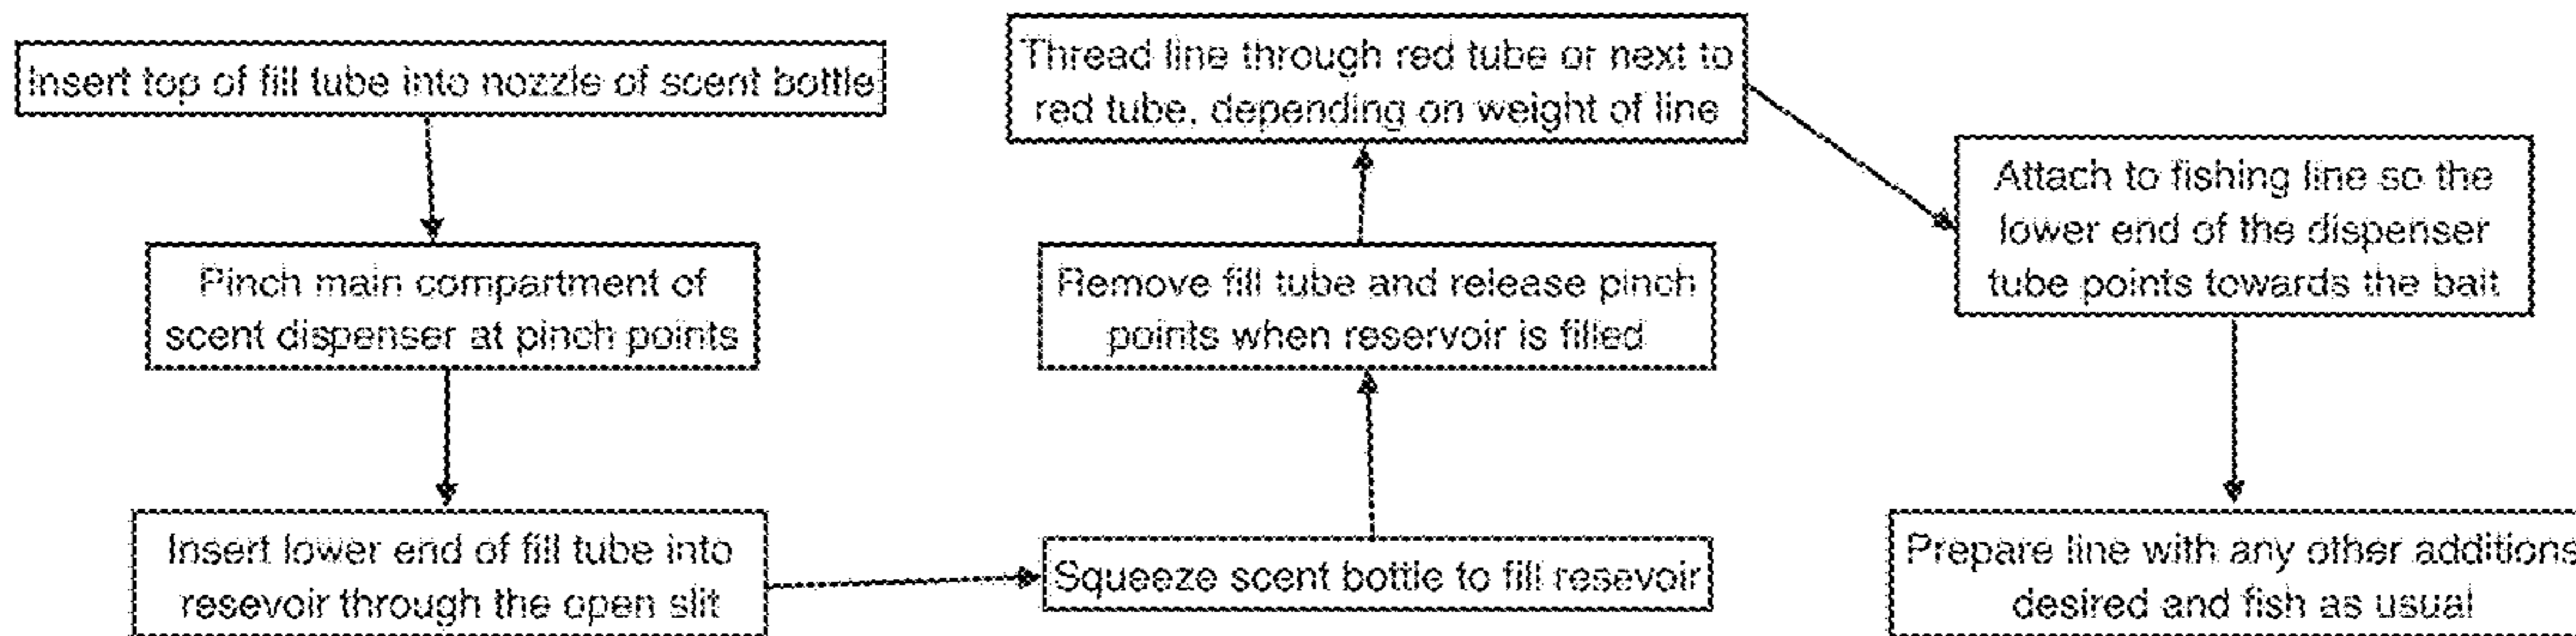 Insert top of fill tube into nozzle of scent bottle
Pinch main compartment of
scent dispenser at pinch points
Insert lower end of fill tube into
resevoir through the open slit
Squeeze scent bottle to fill resevoir
Remove fill tube and release pinch
points when reservoir is filled
Thread line through red tube or next to
red tube, depending on weight of line
Attach to fishing line so the
lower end of the dispenser
tube points towards the bait
Prepare line with any other additions
desired and fish as usual